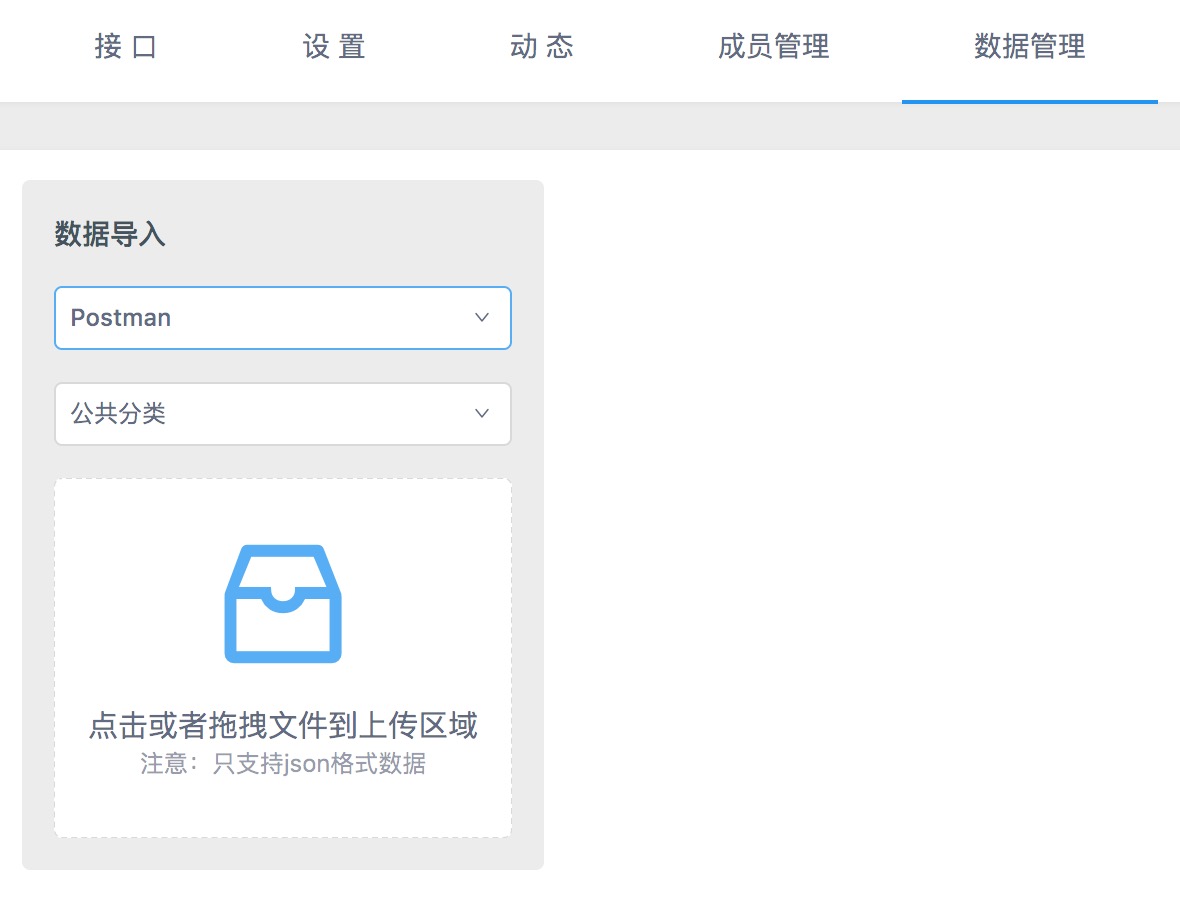 接 口 设 置 动 态 成员管理 数据管理
数据导入
Postman
公共分类
点击或者拖拽文件到上传区域
注意：只支持json格式数据